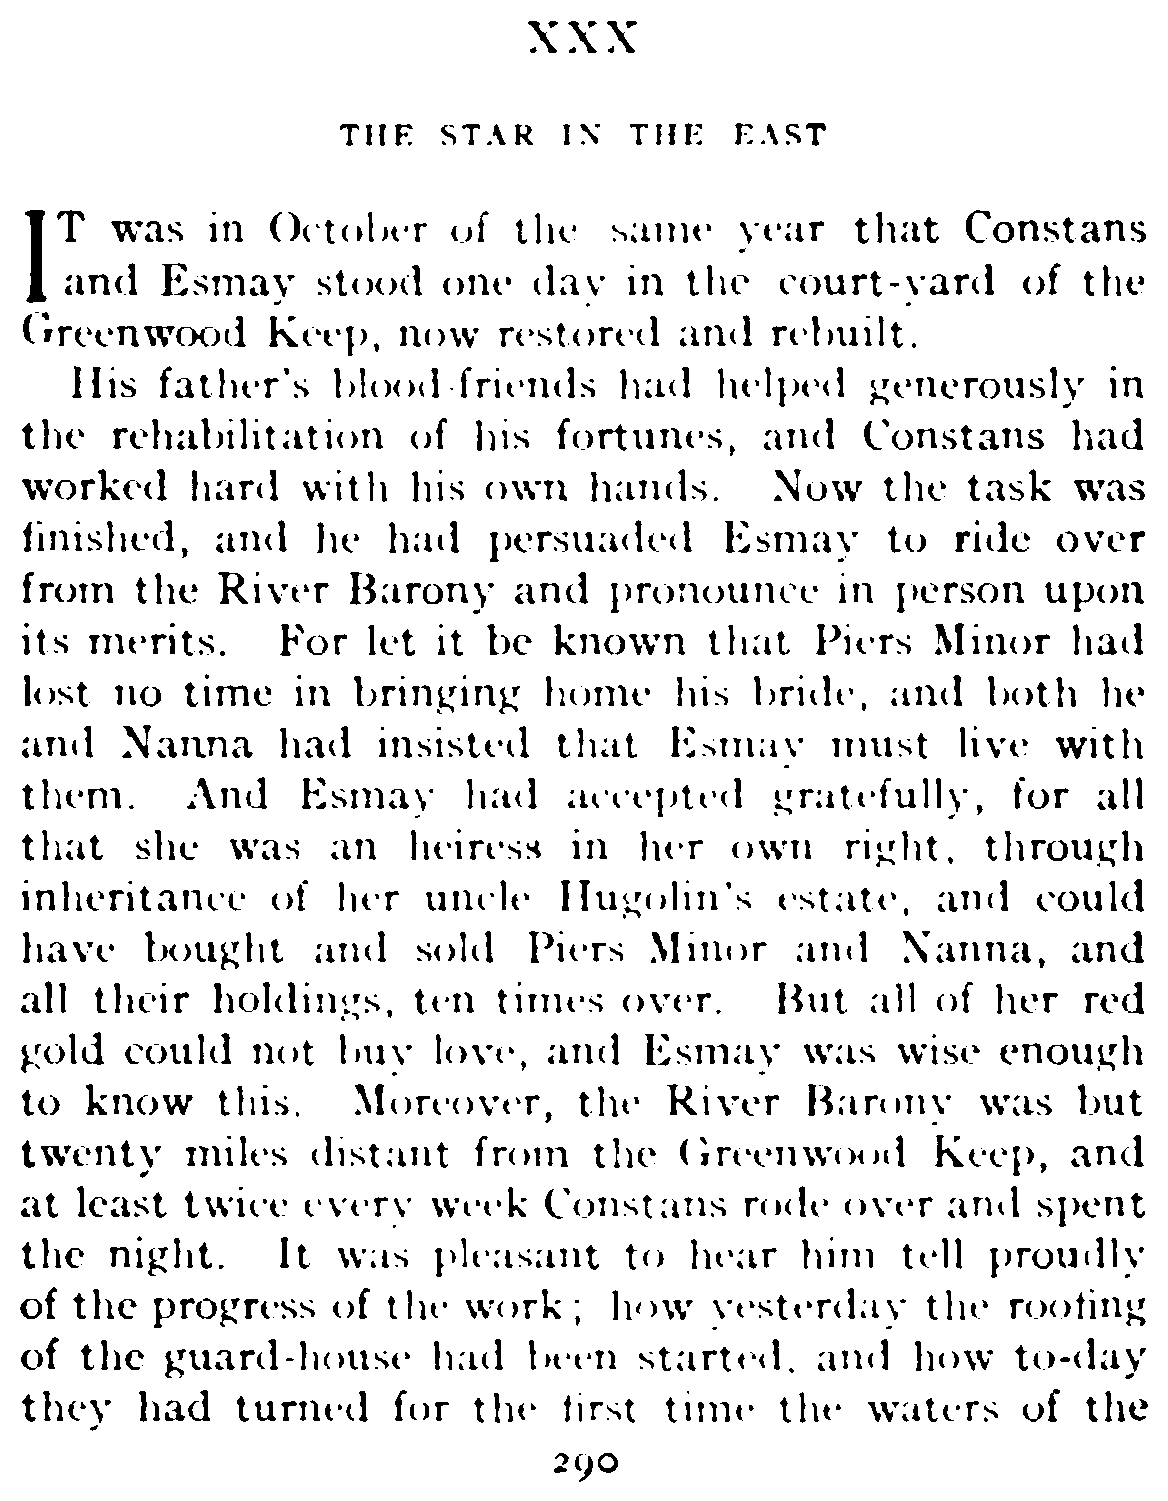 XXX
THE STAR IN THE EAST
IT was in October of the same year that Constans
and Esmay stood one day in the court-yard of the
Greenwood Keep, now restored and rebuilt.
His father's blood-friends had helped generously in
the rehabilitation of his fortunes, and Constans had
worked hard with his own hands. Now the task was
finished, and he had persuaded Esmay to ride over
from the River Barony and pronounce in person upon
its merits. For let it be known that Piers Minor had
lost no time in bringing home his bride, and both he
and Nanna had insisted that Esmay must live with
them. And Esmay had accepted gratefully, for all
that she was an heiress in her own right, through
inheritance of her uncle Hugolin's estate, and could
have bought and sold Piers Minor and Nanna, and
all their holdings, ten times over. But all of her red
gold could not buy love, and Esmay was wise enough
to know this. Moreover, the River Barony was but
twenty miles distant from the Greenwood Keep, and
at least twice every week Constans rode over and spent
the night. It was pleasant to hear him tell proudly
of the progress of the work; how yesterday the roofing
of the guard-house had been started, and how to-day
they had turned for the first time the waters of the
290